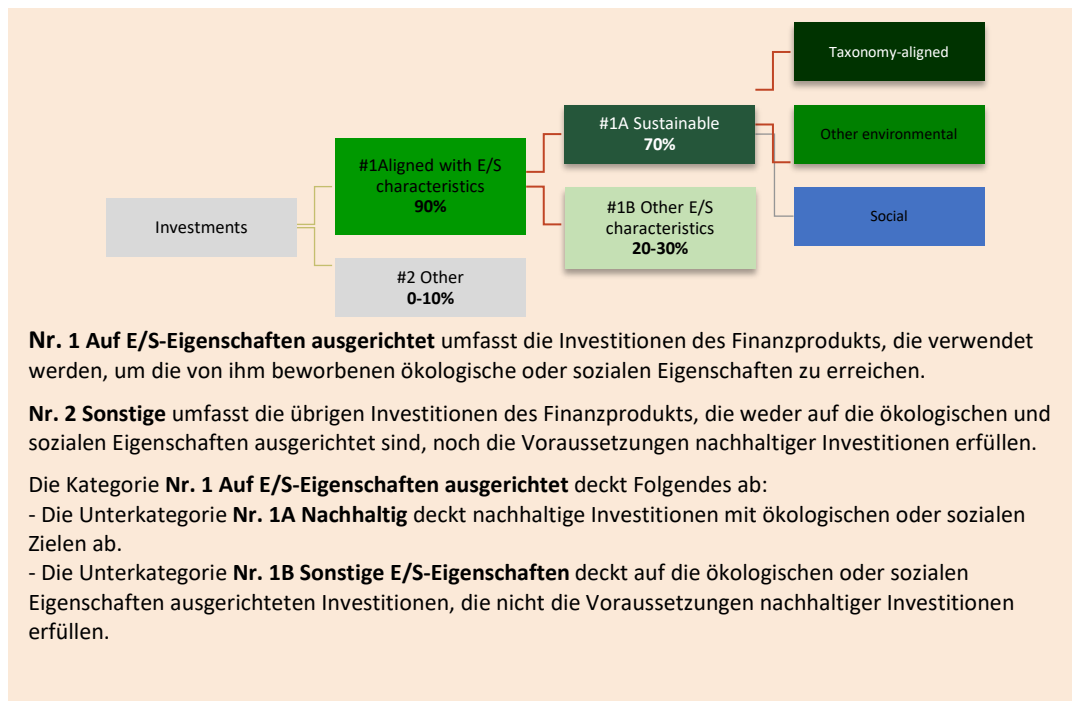 Taxonomy-aligned
#1A Sustainable
70%
Other environmental
#1Aligned with E/S
characteristics
90%
#1B Other E/S
characteristics
20-30%
Social
Investments
#2 Other
0-10%
Nr. 1 Auf E/S-Eigenschaften ausgerichtet umfasst die Investitionen des Finanzprodukts, die verwendet
werden, um die von ihm beworbenen ökologische oder sozialen Eigenschaften zu erreichen.
Nr. 2 Sonstige umfasst die übrigen Investitionen des Finanzprodukts, die weder auf die ökologischen und
sozialen Eigenschaften ausgerichtet sind, noch die Voraussetzungen nachhaltiger Investitionen erfüllen.
Die Kategorie Nr. 1 Auf E/S-Eigenschaften ausgerichtet deckt Folgendes ab:
- Die Unterkategorie Nr. 1A Nachhaltig deckt nachhaltige Investitionen mit ökologischen oder sozialen
Zielen ab.
- Die Unterkategorie Nr. 1B Sonstige E/S-Eigenschaften deckt auf die ökologischen oder sozialen
Eigenschaften ausgerichteten Investitionen, die nicht die Voraussetzungen nachhaltiger Investitionen
erfüllen.